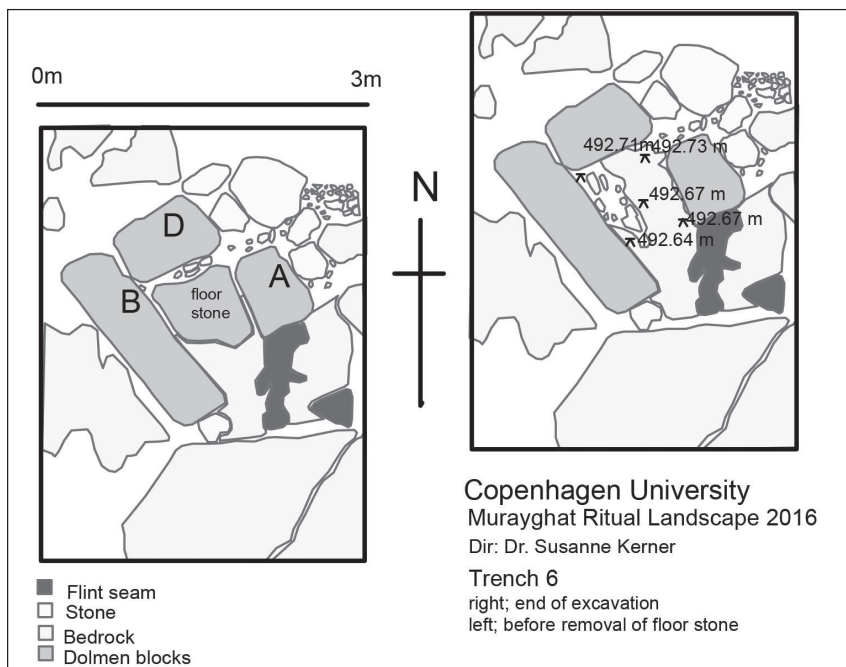 0m 3m
D
A
B
floor
stone
N
492.71m 492.73 m
492.67 m
492.67 m
492.64 m
Flint seam
Stone
Bedrock
Dolmen blocks
Copenhagen University
Murayghat Ritual Landscape 2016
Dir: Dr. Susanne Kerner
Trench 6
right; end of excavation
left; before removal of floor stone